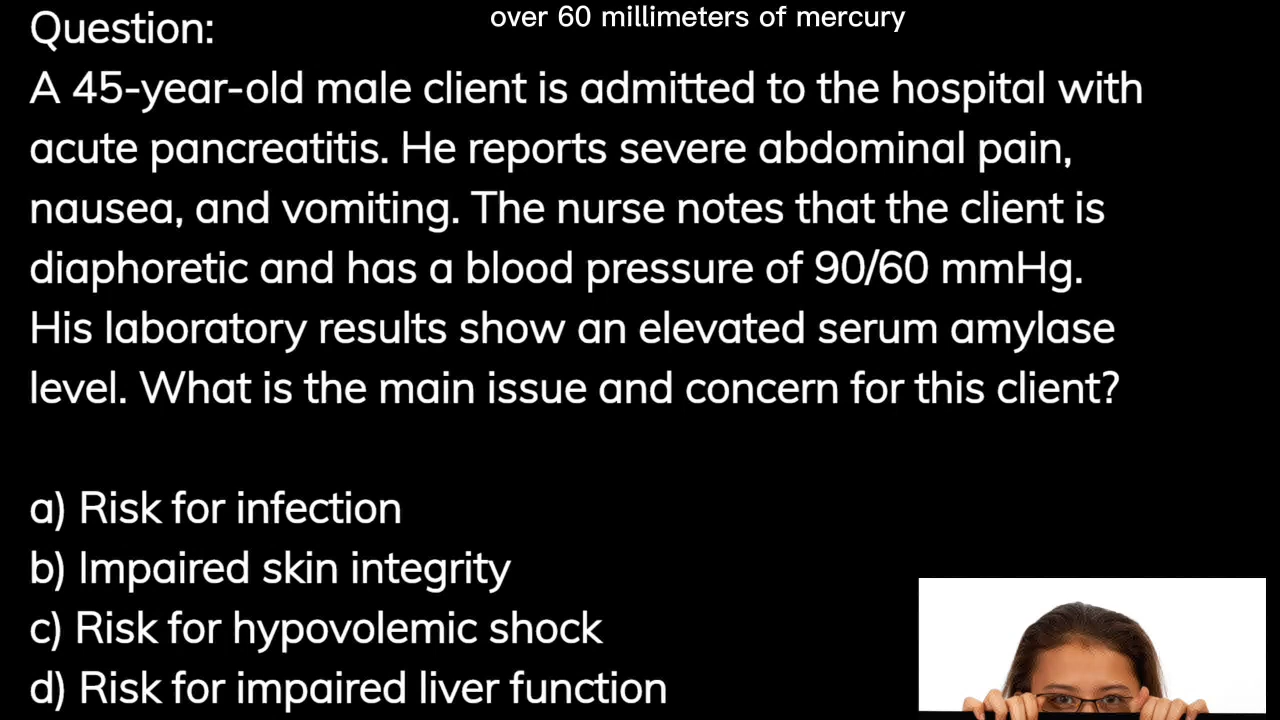 over 60 millimeters of mercury
Question:
A 45-year-old male client is admitted to the hospital with
acute pancreatitis. He reports severe abdominal pain,
nausea, and vomiting. The nurse notes that the client is
diaphoretic and has a blood pressure of 90/60 mmHg.
His laboratory results show an elevated serum amylase
level. What is the main issue and concern for this client?
a) Risk for infection
b) Impaired skin integrity
c) Risk for hypovolemic shock
d) Risk for impaired liver function